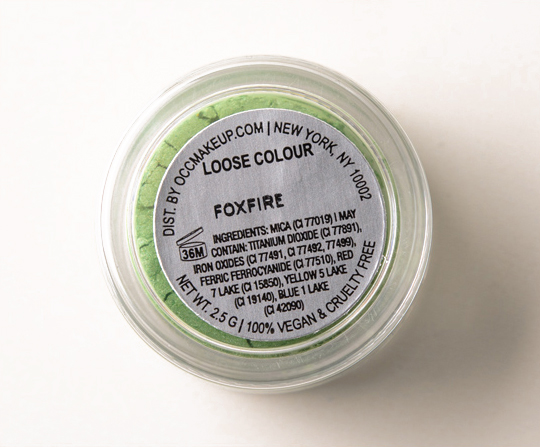 DIST. BY OCCMAKEUP.COM | NEW YORK, NY 10002
LOOSE COLOUR
FOXFIRE
36M
INGREDIENTS: MICA (CI 77019) | MAY
CONTAIN: TITANIUM DIOXIDE (CI 77891),
IRON OXIDES (CI 77491, CI 77492, 77499),
FERRIC FERROCYANIDE (CI 77510), RED
7 LAKE (CI 15850), YELLOW 5 LAKE
(CI 19140), BLUE 1 LAKE
(CI 42090)
NET WT. 2.5 G | 100% VEGAN & CRUELTY FREE